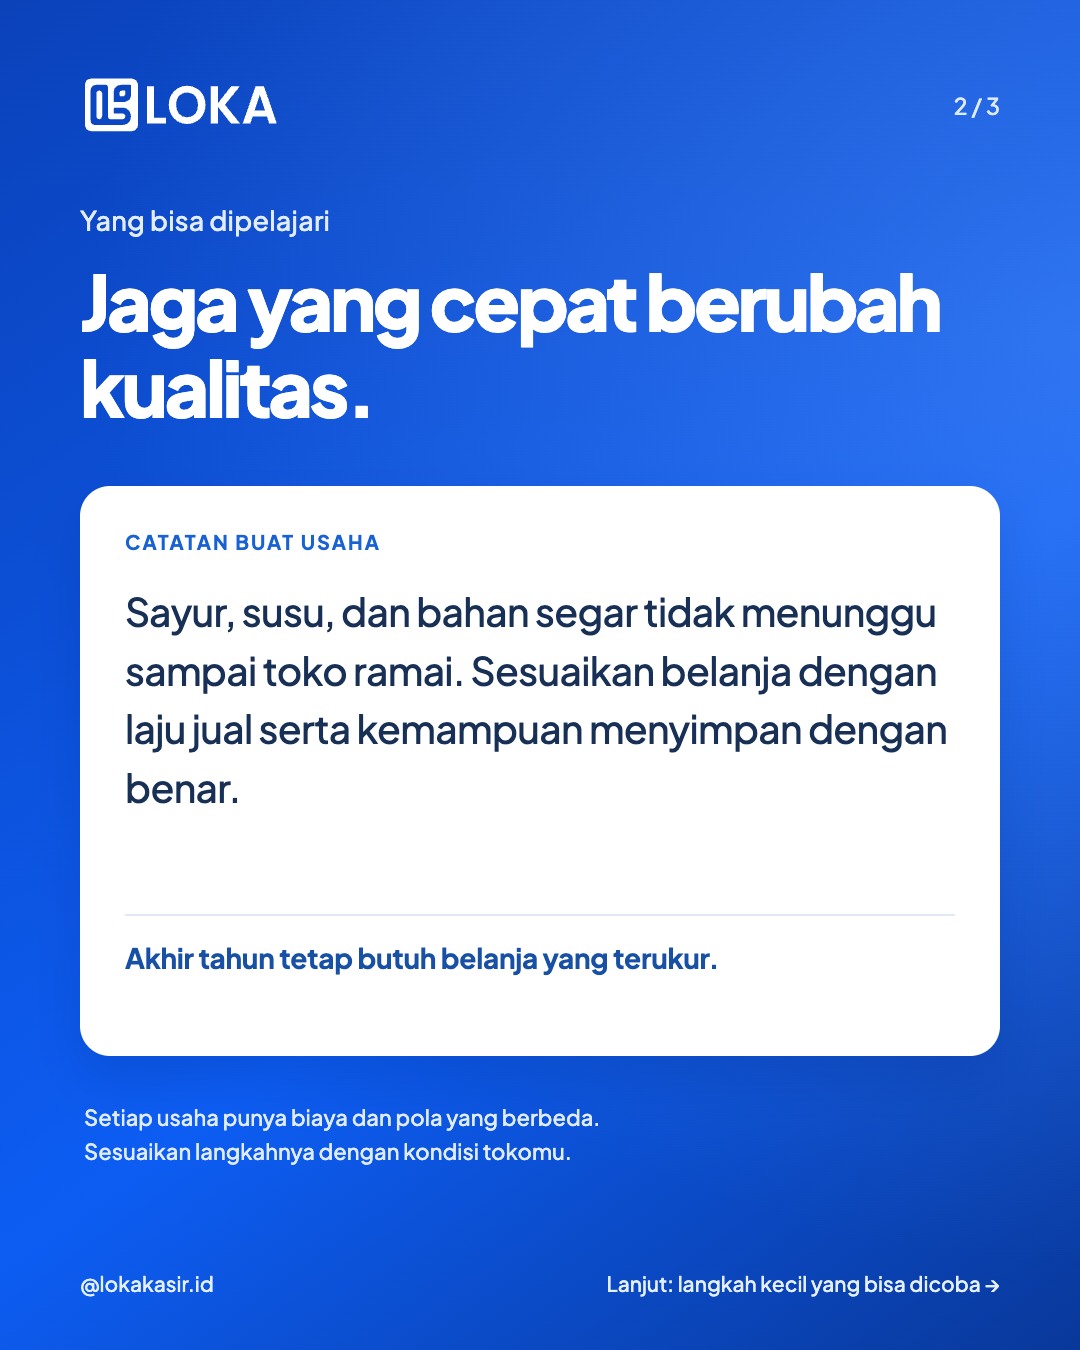 LOKA
2 / 3
Yang bisa dipelajari
Jaga yang cepat berubah
kualitas.
CATATAN BUAT USAHA
Sayur, susu, dan bahan segar tidak menunggu
sampai toko ramai. Sesuaikan belanja dengan
laju jual serta kemampuan menyimpan dengan
benar.
Akhir tahun tetap butuh belanja yang terukur.
Setiap usaha punya biaya dan pola yang berbeda.
Sesuaikan langkahnya dengan kondisi tokomu.
@lokakasir.id
Lanjut: langkah kecil yang bisa dicoba →